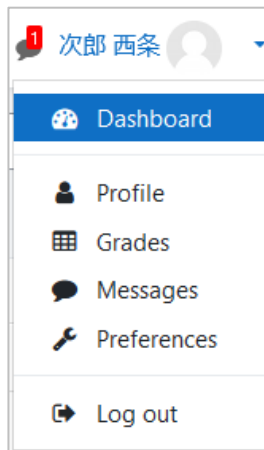 1
次郎 西条
Dashboard
Profile
Grades
Messages
Preferences
Log out